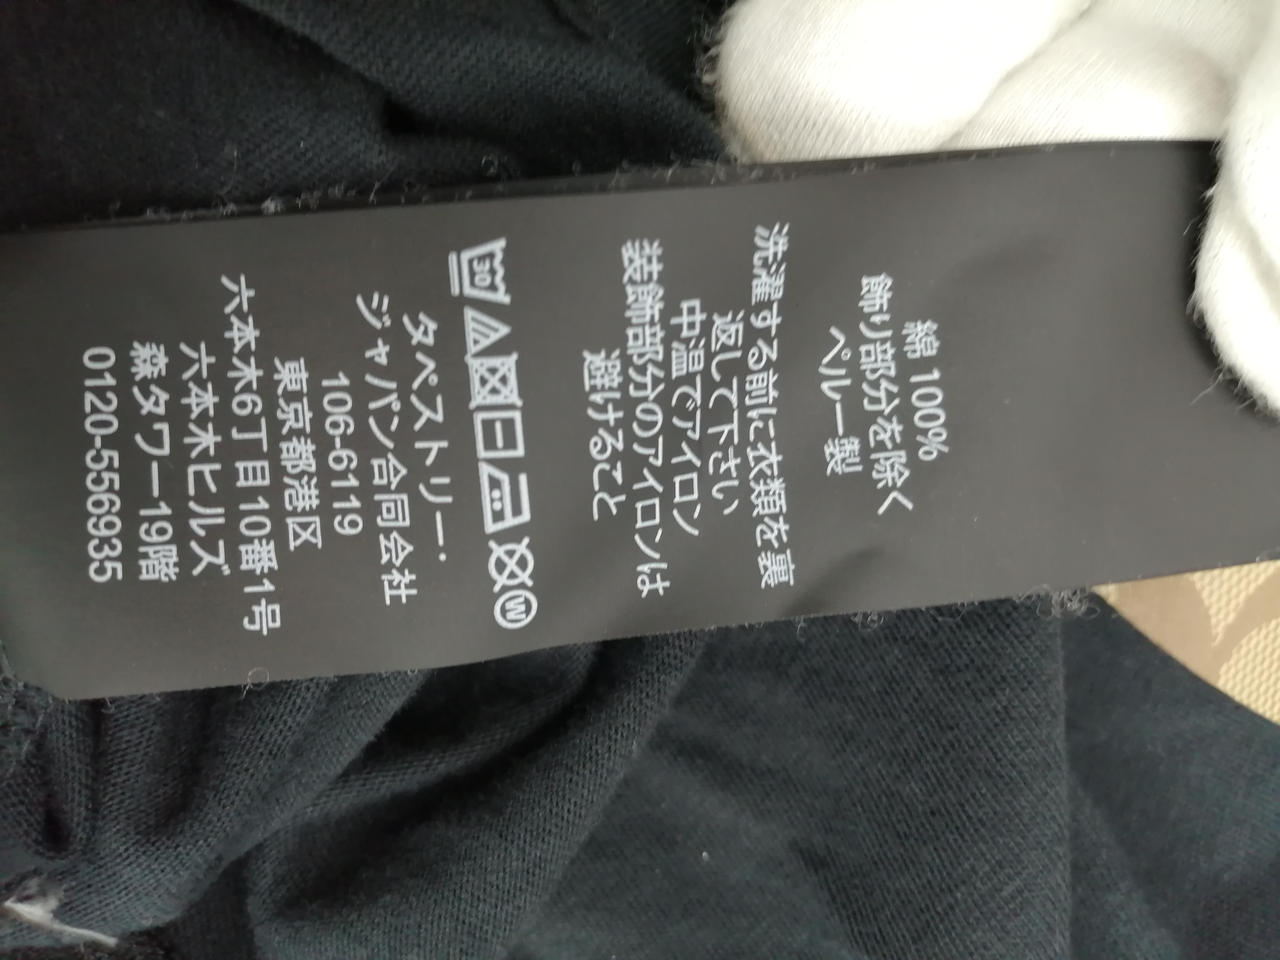 綿 100%
飾り部分を除く
ペルー製
洗濯する前に衣類を裏
返して下さい
中温でアイロン
装飾部分のアイロンは
避けること
30
W
タペストリー・
ジャパン合同会社
106-6119
東京都港区
六本木6丁目10番1号
六本木ヒルズ
森タワー19階
0120-556935